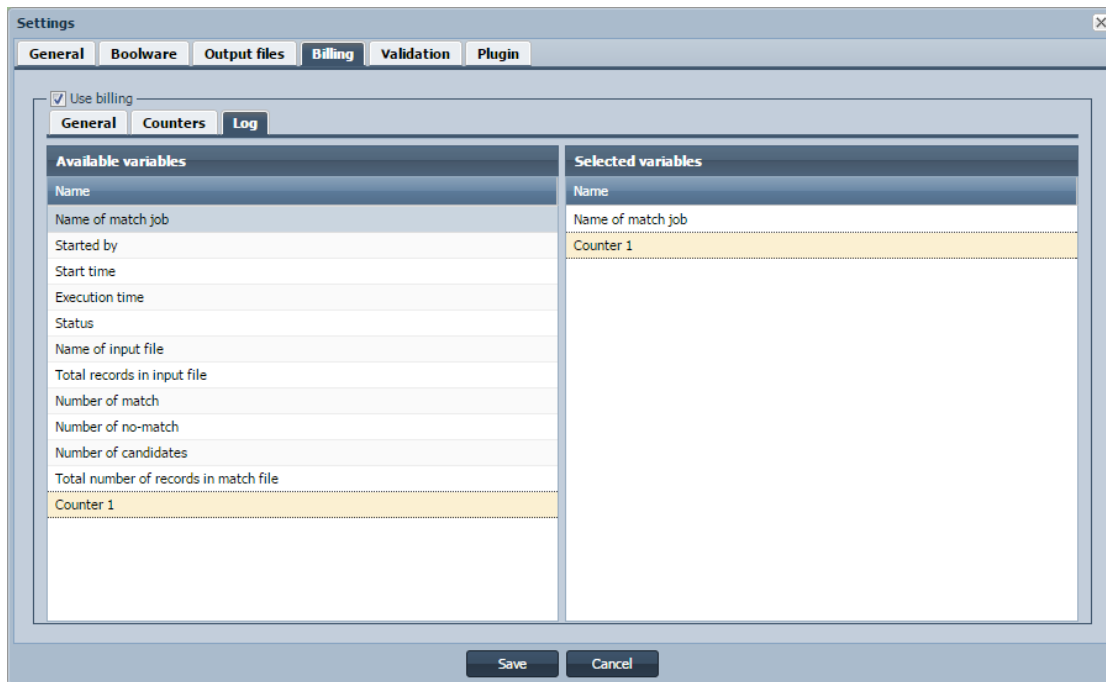 Settings
General Boolware Output files Billing Validation Plugin
Use billing
General Counters Log
Available variables
Name
Name of match job
Started by
Start time
Execution time
Status
Name of input file
Total records in input file
Number of match
Number of no-match
Number of candidates
Total number of records in match file
Counter 1
Selected variables
Name
Name of match job
Counter 1
Save Cancel